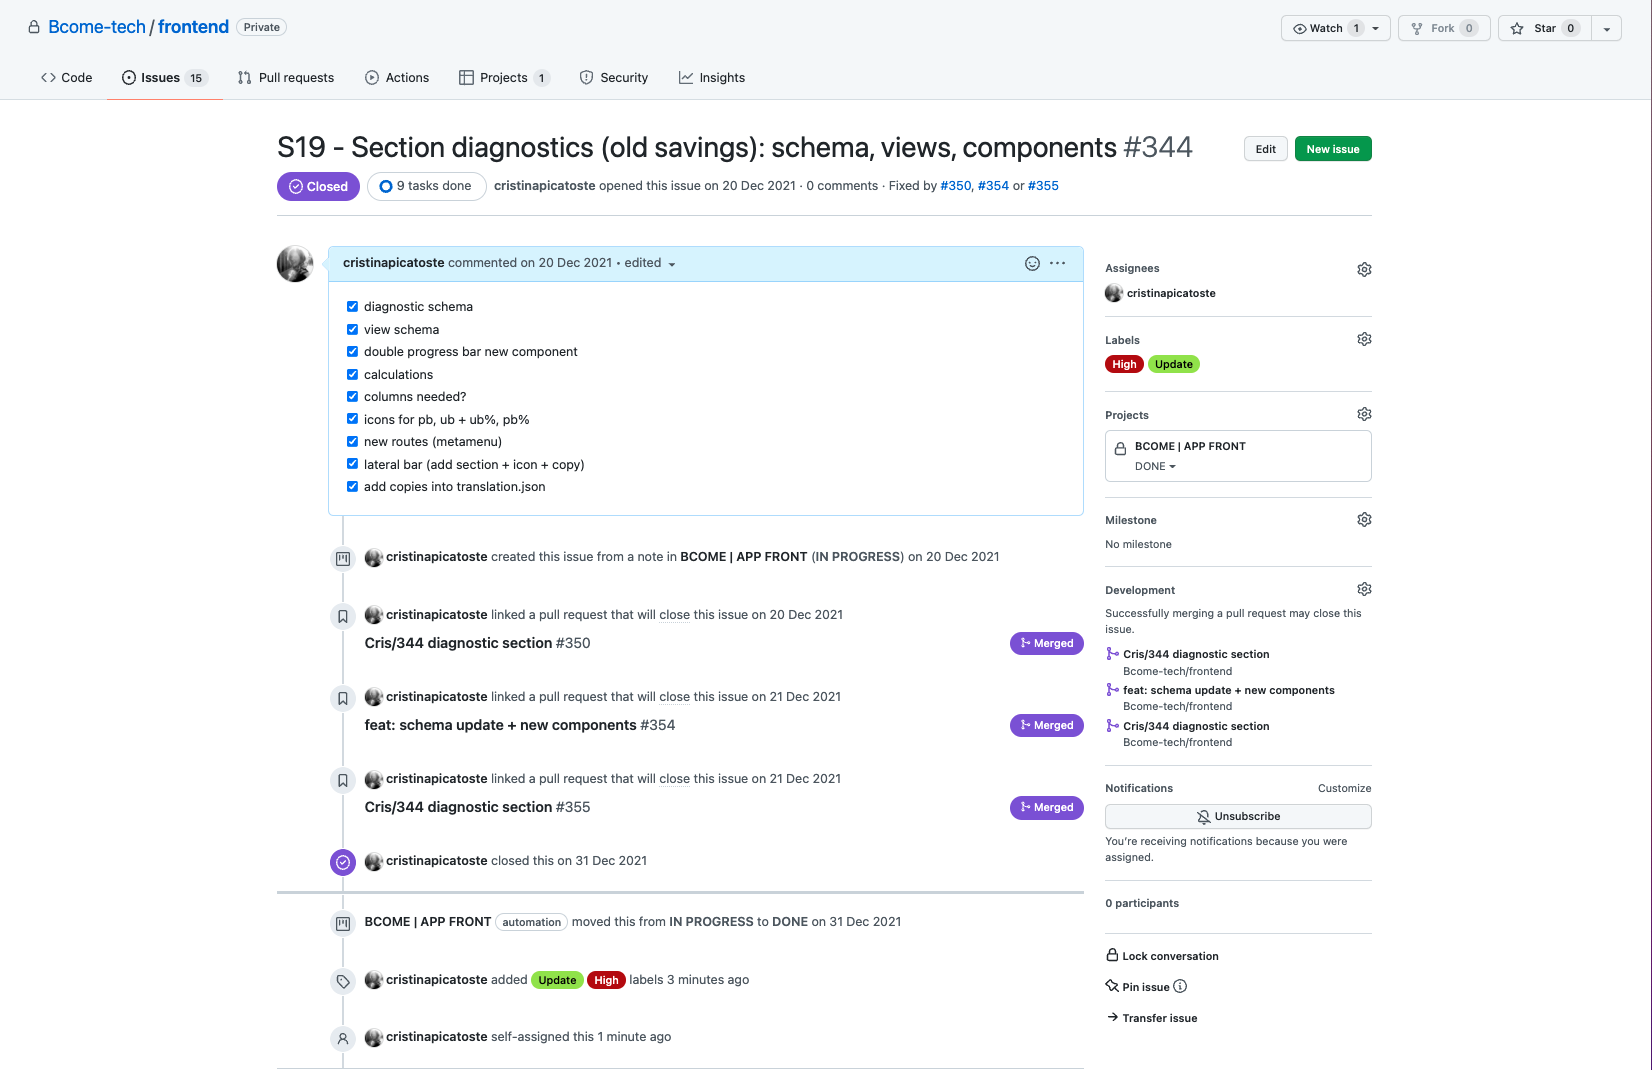 Bcome-tech / frontend Private
Watch 1 Fork 0 Star 0
Code Issues 15 Pull requests Actions Projects 1 Security Insights
S19 - Section diagnostics (old savings): schema, views, components #344
Edit New issue
Closed 9 tasks done cristinapicatoste opened this issue on 20 Dec 2021 · 0 comments · Fixed by #350, #354 or #355
cristinapicatoste commented on 20 Dec 2021 • edited
diagnostic schema
view schema
double progress bar new component
calculations
columns needed?
icons for pb, ub + ub%, pb%
new routes (metamenu)
lateral bar (add section + icon + copy)
add copies into translation.json
cristinapicatoste created this issue from a note in BCOME | APP FRONT (IN PROGRESS) on 20 Dec 2021
cristinapicatoste linked a pull request that will close this issue on 20 Dec 2021
Cris/344 diagnostic section #350
Merged
cristinapicatoste linked a pull request that will close this issue on 21 Dec 2021
feat: schema update + new components #354
Merged
cristinapicatoste linked a pull request that will close this issue on 21 Dec 2021
Cris/344 diagnostic section #355
Merged
cristinapicatoste closed this on 31 Dec 2021
BCOME | APP FRONT automation moved this from IN PROGRESS to DONE on 31 Dec 2021
cristinapicatoste added Update High labels 3 minutes ago
cristinapicatoste self-assigned this 1 minute ago
Assignees
cristinapicatoste
Labels
High Update
Projects
BCOME | APP FRONT
DONE
Milestone
No milestone
Development
Successfully merging a pull request may close this
issue.
Cris/344 diagnostic section
Bcome-tech/frontend
feat: schema update + new components
Bcome-tech/frontend
Cris/344 diagnostic section
Bcome-tech/frontend
Notifications Customize
Unsubscribe
You're receiving notifications because you were
assigned.
0 participants
Lock conversation
Pin issue
Transfer issue